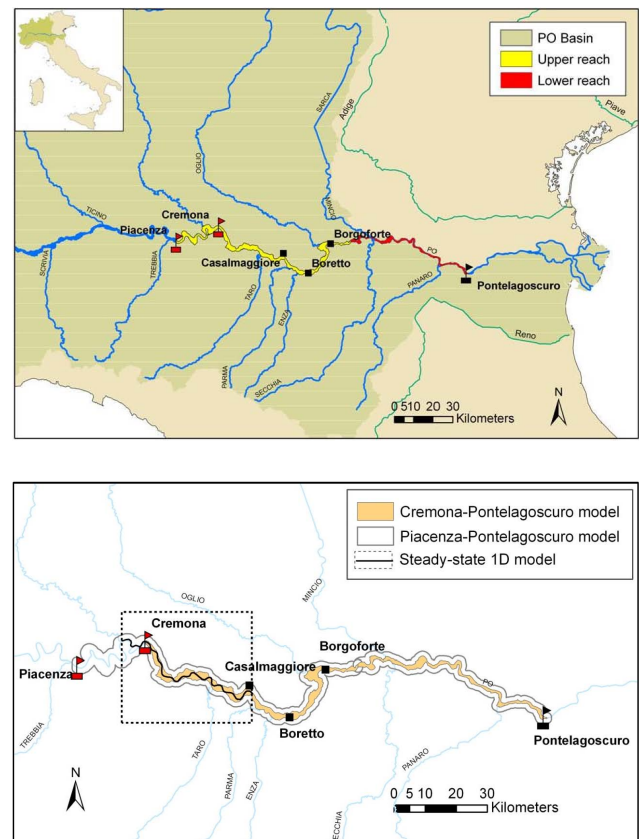 PO Basin
Upper reach
Lower reach
SARCA
Adige
Piave
OGLIO
MINCIO
TICINO
Cremona
Piacenza
Borgoforte
SCRIVIA
TREBBIA
Casalmaggiore
Boretto
PO
PANARO
TARO
ENZA
Pontelagoscuro
PARMA
SECCHIA
Reno
N
0 510 20 30
Kilometers
Cremona-Pontelagoscuro model
Piacenza-Pontelagoscuro model
Steady-state 1D model
OGLIO
MINCIO
Cremona
Borgoforte
Casalmaggiore
Piacenza
PO
TREBBIA
TARO
Boretto
Pontelagoscuro
PARMA
ENZA
PANARO
SECCHIA
N
0 5 10 20 30
Kilometers